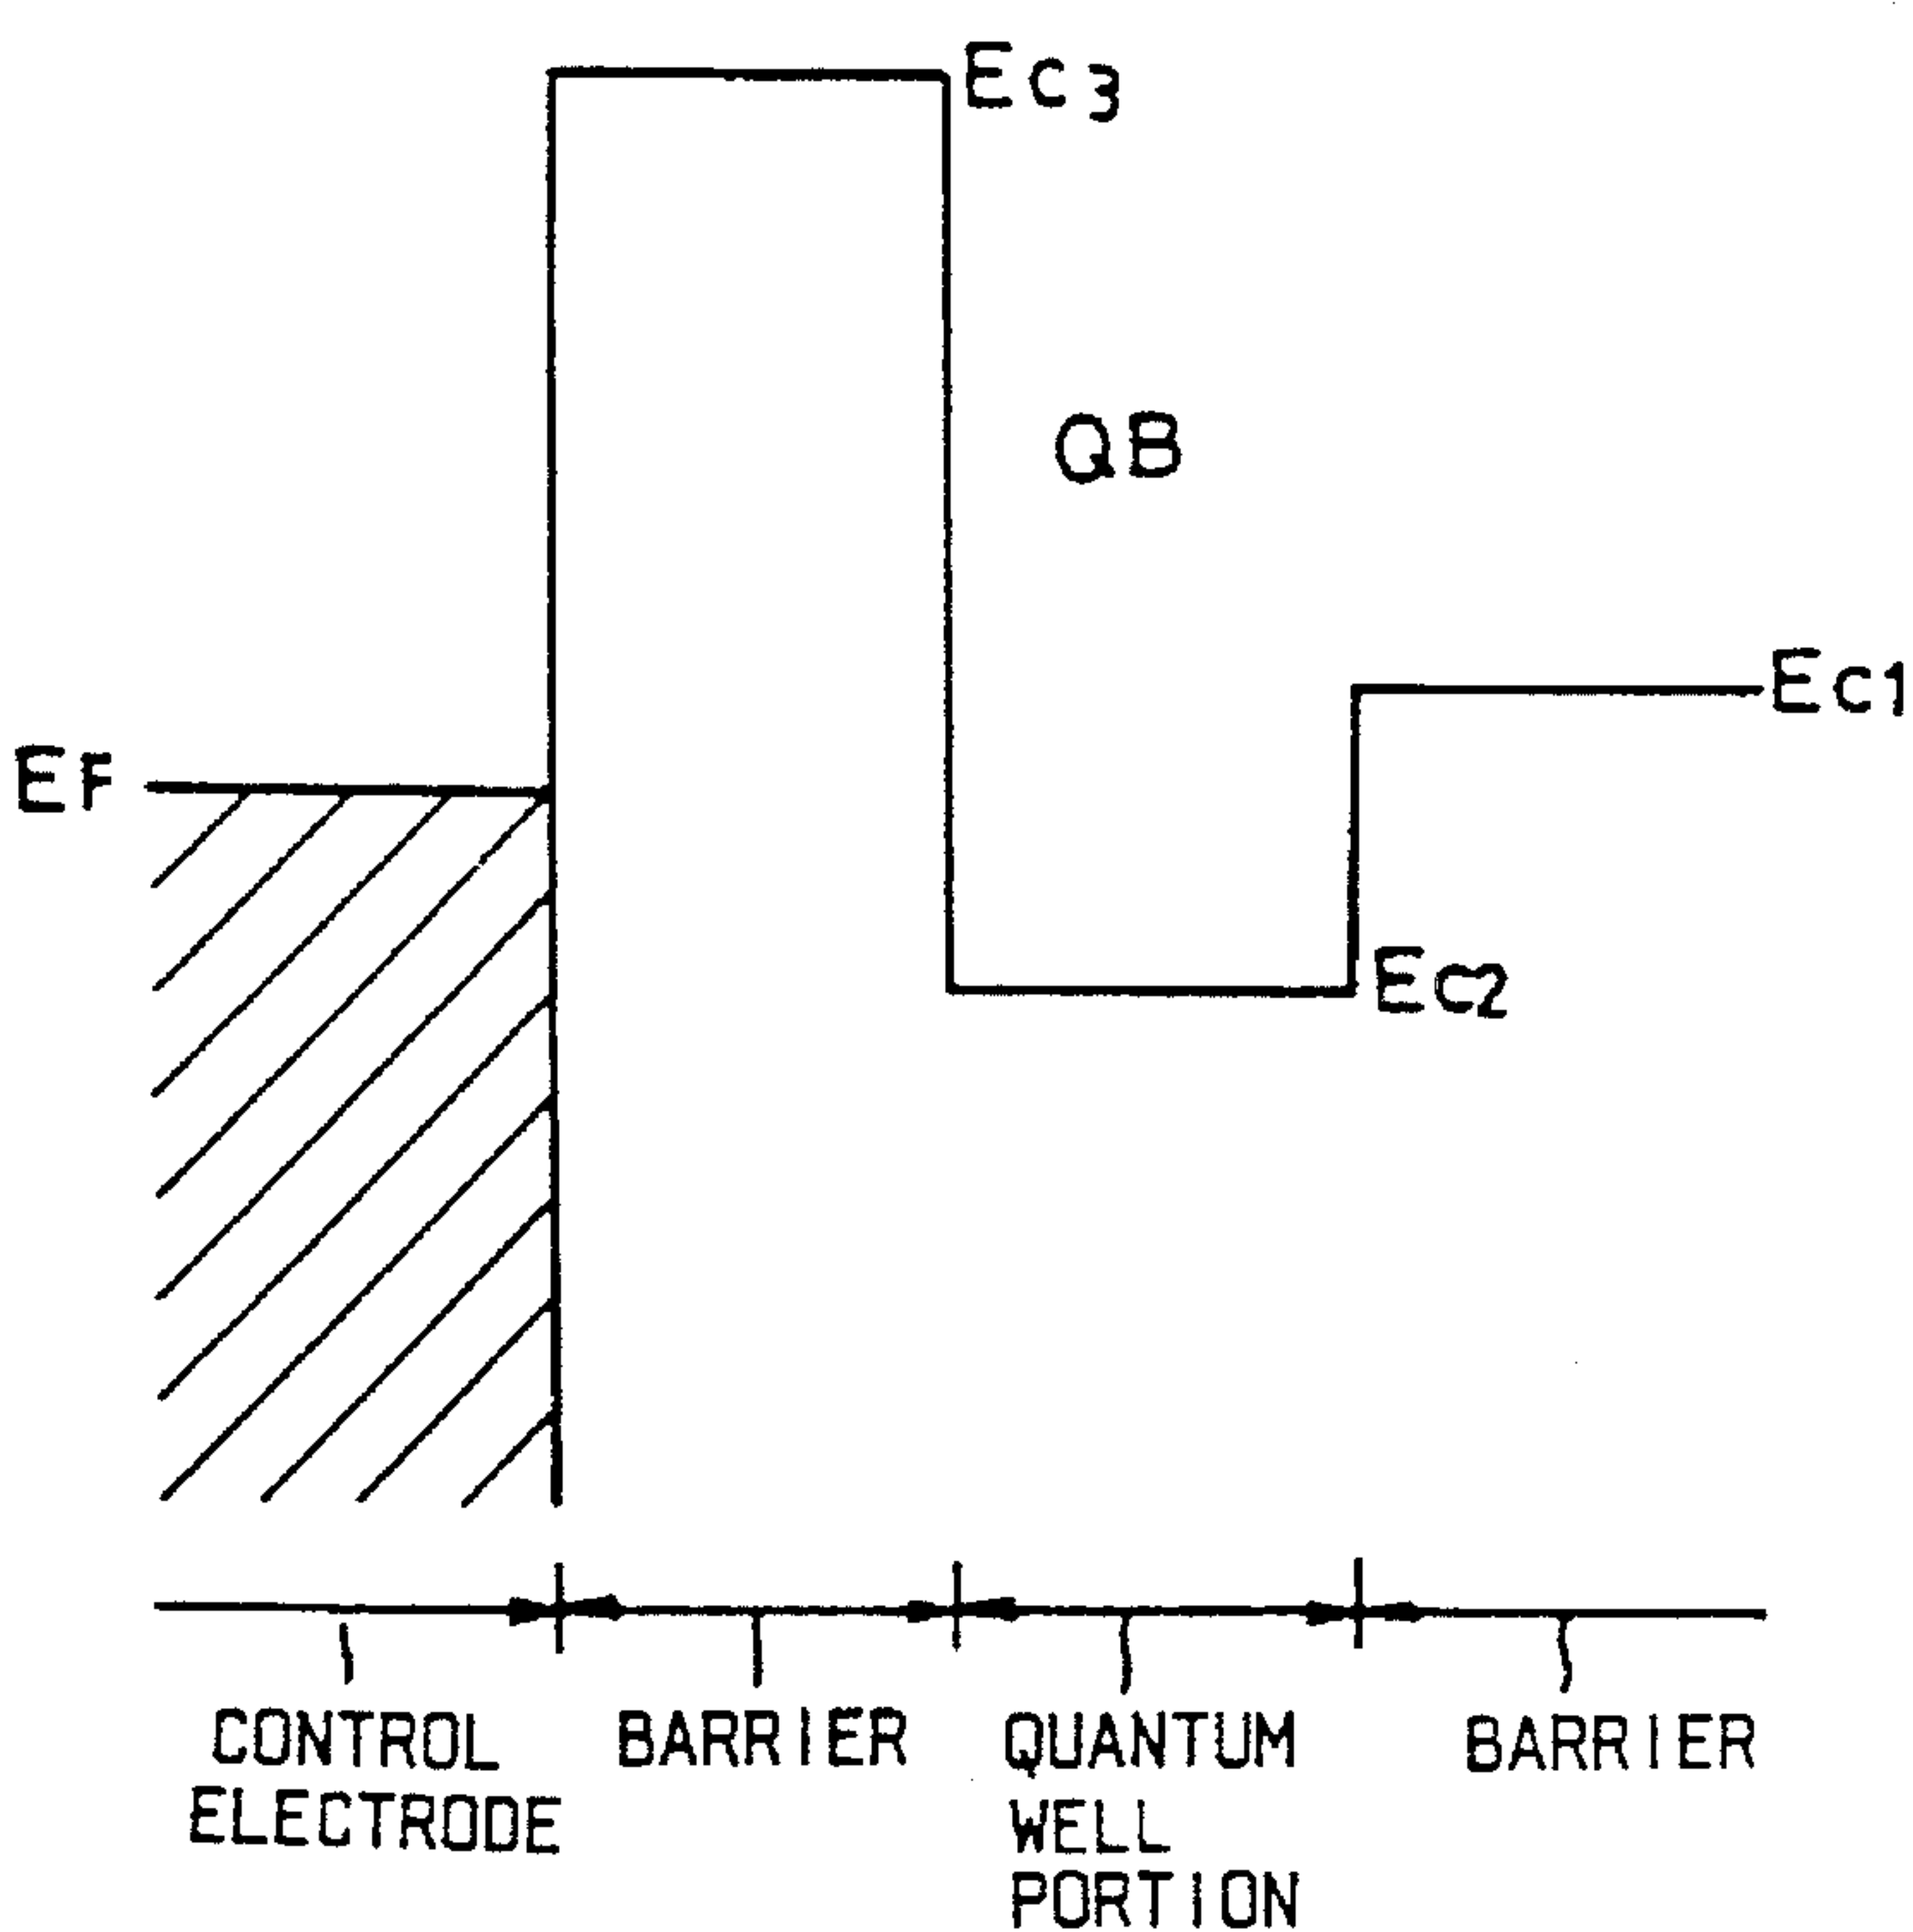 Ec3
QB
Ec1
EF
Ec2
CONTROL
ELECTRODE
BARRIER
QUANTUM
WELL
PORTION
BARRIER